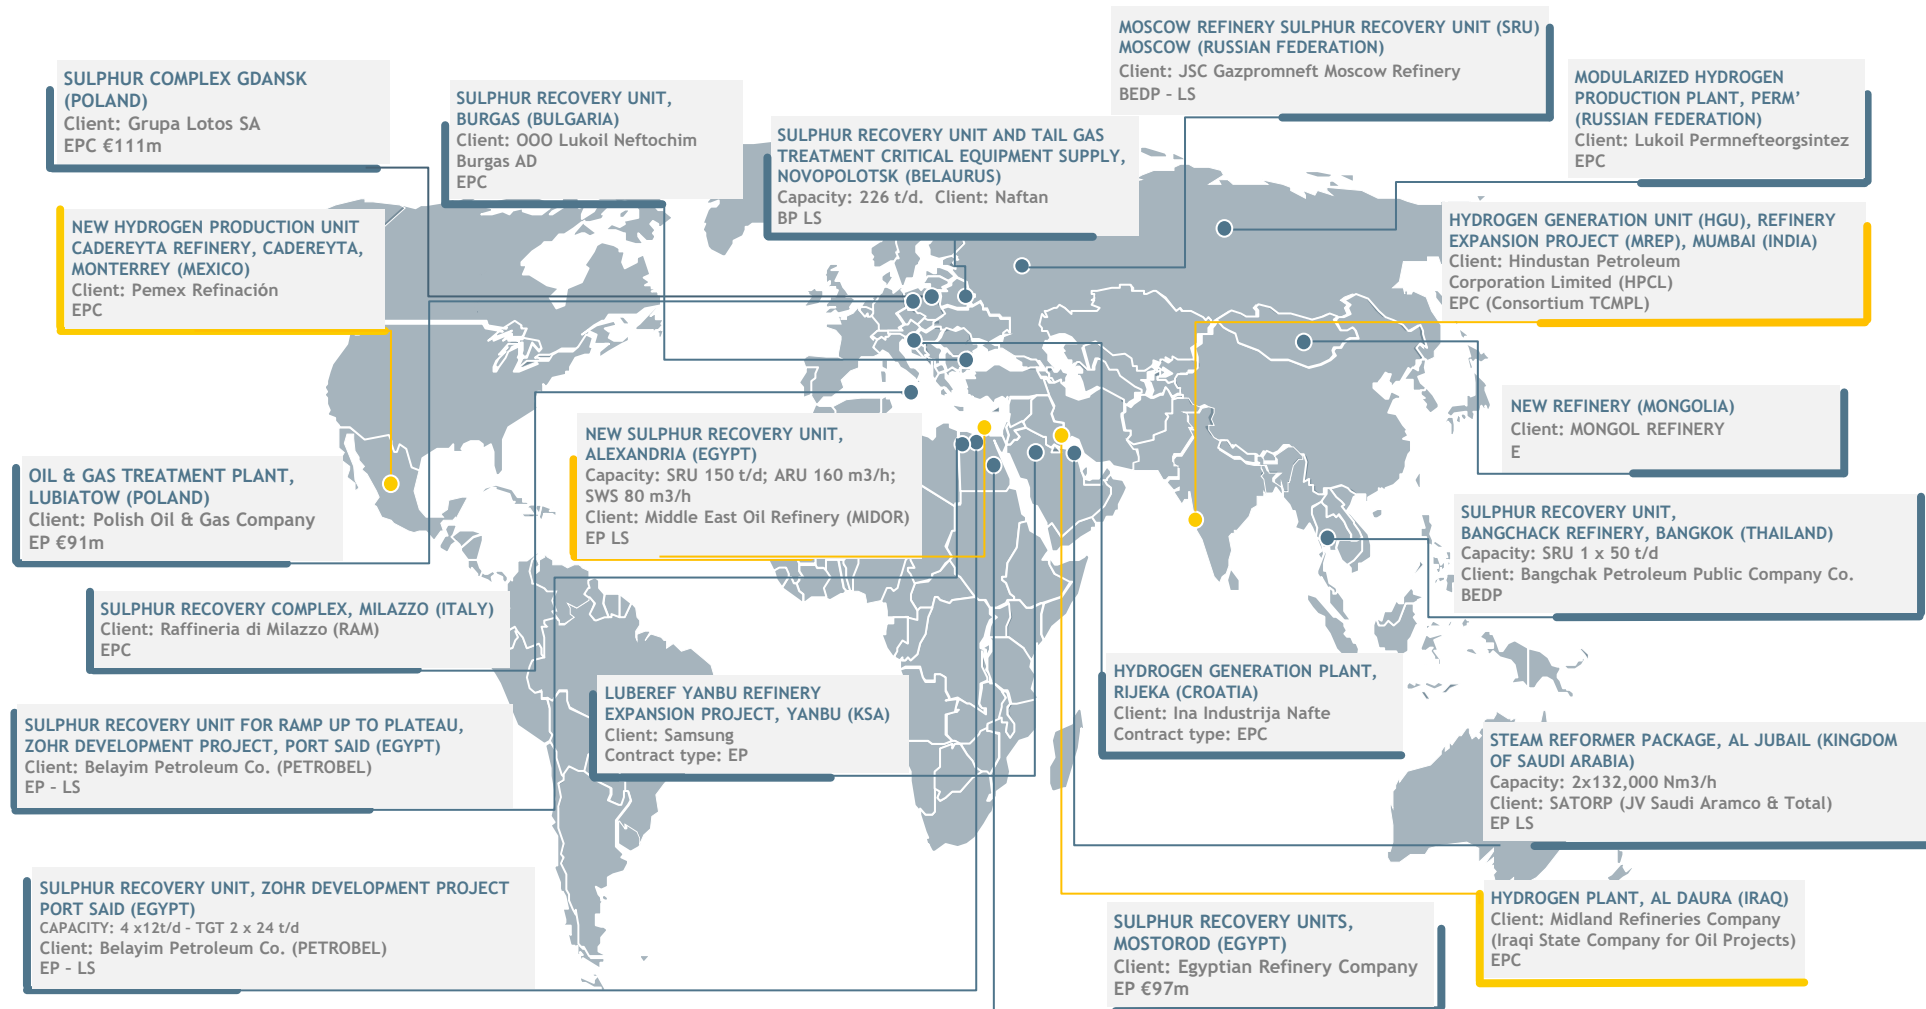 SULPHUR COMPLEX GDANSK
(POLAND)
Client: Grupa Lotos SA
EPC €111m
SULPHUR RECOVERY UNIT,
BURGAS (BULGARIA)
Client: OOO Lukoil Neftochim
Burgas AD
EPC
SULPHUR RECOVERY UNIT AND TAIL GAS
TREATMENT CRITICAL EQUIPMENT SUPPLY,
NOVOPOLOTSK (BELAURUS)
Capacity: 226 t/d. Client: Naftan
BP LS
MOSCOW REFINERY SULPHUR RECOVERY UNIT (SRU)
MOSCOW (RUSSIAN FEDERATION)
Client: JSC Gazpromneft Moscow Refinery
BEDP - LS
MODULARIZED HYDROGEN
PRODUCTION PLANT, PERM’
(RUSSIAN FEDERATION)
Client: Lukoil Permnefteorgsintez
EPC
NEW HYDROGEN PRODUCTION UNIT
CADEREYTA REFINERY, CADEREYTA,
MONTERREY (MEXICO)
Client: Pemex Refinación
EPC
HYDROGEN GENERATION UNIT (HGU), REFINERY
EXPANSION PROJECT (MREP), MUMBAI (INDIA)
Client: Hindustan Petroleum
Corporation Limited (HPCL)
EPC (Consortium TCMPL)
NEW REFINERY (MONGOLIA)
Client: MONGOL REFINERY
E
OIL & GAS TREATMENT PLANT,
LUBIATOW (POLAND)
Client: Polish Oil & Gas Company
EP €91m
NEW SULPHUR RECOVERY UNIT,
ALEXANDRIA (EGYPT)
Capacity: SRU 150 t/d; ARU 160 m3/h;
SWS 80 m3/h
Client: Middle East Oil Refinery (MIDOR)
EP LS
SULPHUR RECOVERY UNIT,
BANGCHACK REFINERY, BANGKOK (THAILAND)
Capacity: SRU 1 x 50 t/d
Client: Bangchak Petroleum Public Company Co.
BEDP
SULPHUR RECOVERY COMPLEX, MILAZZO (ITALY)
Client: Raffineria di Milazzo (RAM)
EPC
LUBEREF YANBU REFINERY
EXPANSION PROJECT, YANBU (KSA)
Client: Samsung
Contract type: EP
HYDROGEN GENERATION PLANT,
RIJEKA (CROATIA)
Client: Ina Industrija Nafte
Contract type: EPC
SULPHUR RECOVERY UNIT FOR RAMP UP TO PLATEAU,
ZOHR DEVELOPMENT PROJECT, PORT SAID (EGYPT)
Client: Belayim Petroleum Co. (PETROBEL)
EP - LS
STEAM REFORMER PACKAGE, AL JUBAIL (KINGDOM
OF SAUDI ARABIA)
Capacity: 2x132,000 Nm3/h
Client: SATORP (JV Saudi Aramco & Total)
EP LS
SULPHUR RECOVERY UNIT, ZOHR DEVELOPMENT PROJECT
PORT SAID (EGYPT)
CAPACITY: 4 x12t/d - TGT 2 x 24 t/d
Client: Belayim Petroleum Co. (PETROBEL)
EP - LS
SULPHUR RECOVERY UNITS,
MOSTOROD (EGYPT)
Client: Egyptian Refinery Company
EP €97m
HYDROGEN PLANT, AL DAURA (IRAQ)
Client: Midland Refineries Company
(Iraqi State Company for Oil Projects)
EPC